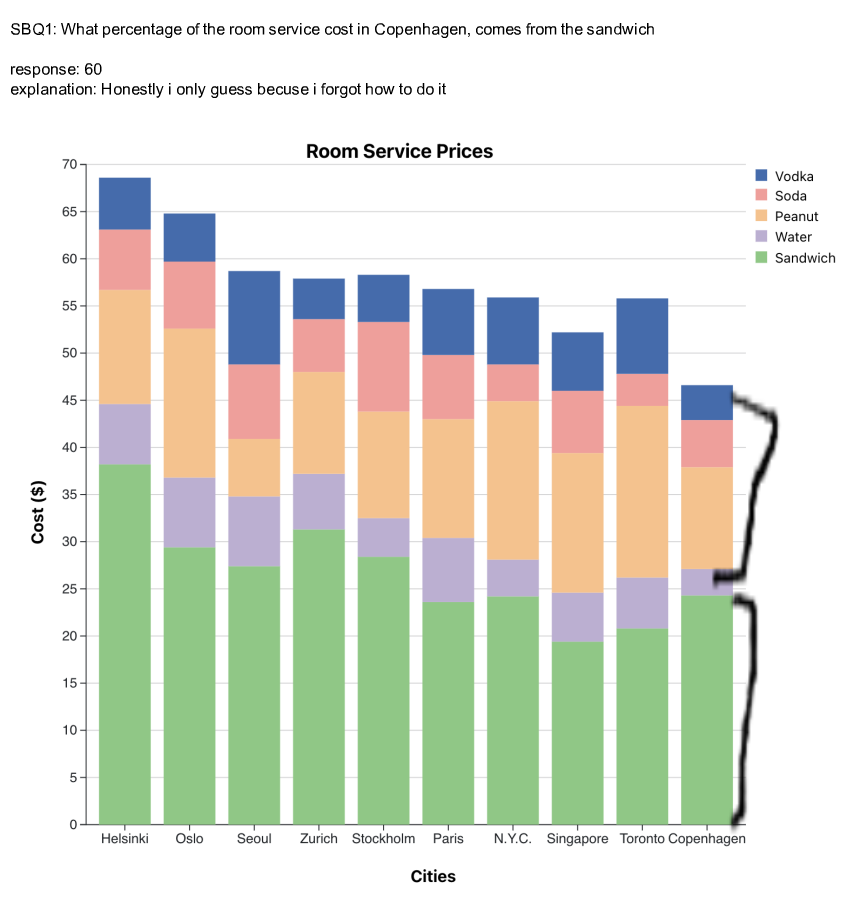 SBQ1: What percentage of the room service cost in Copenhagen, comes from the sandwich
response: 60
explanation: Honestly i only guess becuse i forgot how to do it
Room Service Prices
70
65
60
55
50
45
40
35
30
25
20
15
10
5
0
Cost ($)
Vodka
Soda
Peanut
Water
Sandwich
Helsinki Oslo Seoul Zurich Stockholm Paris N.Y.C. Singapore Toronto Copenhagen
Cities